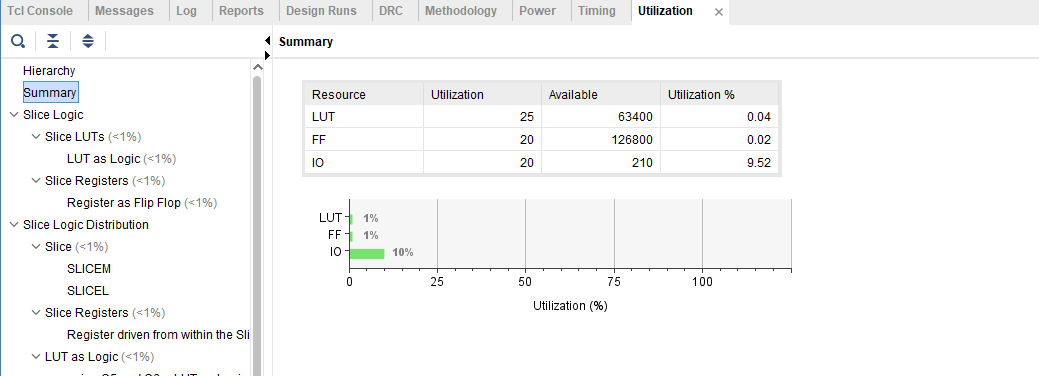 Tcl Console Messages Log Reports Design Runs DRC Methodology Power Timing Utilization ×
Summary
Hierarchy
Summary
Slice Logic
Slice LUTs (<1%)
LUT as Logic (<1%)
Slice Registers (<1%)
Register as Flip Flop (<1%)
Slice Logic Distribution
Slice (<1%)
SLICEM
SLICEL
Slice Registers (<1%)
Register driven from within the Sli
LUT as Logic (<1%)
Resource Utilization Available Utilization %
LUT 25 63400 0.04
FF 20 126800 0.02
IO 20 210 9.52
LUT 1%
FF 1%
IO 10%
0 25 50 75 100
Utilization (%)